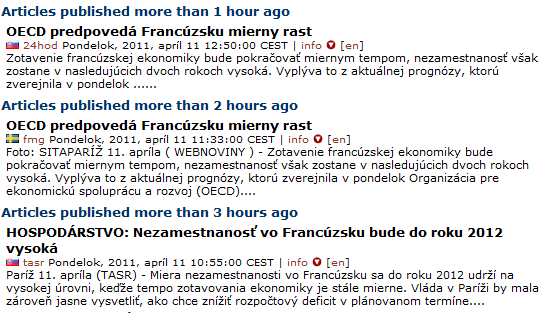 Articles published more than 1 hour ago
OECD predpovedá Francúzsku mierny rast
24hod Pondelok, 2011, apríl 11 12:50:00 CEST | info [en]
Zotavenie francúzskej ekonomiky bude pokračovať miernym tempom, nezamestnanosť však
zostane v nasledujúcich dvoch rokoch vysoká. Vyplýva to z aktuálnej prognózy, ktorú
zverejnila v pondelok ......
Articles published more than 2 hours ago
OECD predpovedá Francúzsku mierny rast
fmg Pondelok, 2011, apríl 11 11:33:00 CEST | info [en]
Foto: SITAPARÍŽ 11. apríla ( WEBNOVINY ) - Zotavenie francúzskej ekonomiky bude
pokračovať miernym tempom, nezamestnanosť však zostane v nasledujúcich dvoch rokoch
vysoká. Vyplýva to z aktuálnej prognózy, ktorú zverejnila v pondelok Organizácia pre
ekonomickú spoluprácu a rozvoj (OECD)....
Articles published more than 3 hours ago
HOSPODÁRSTVO: Nezamestnanosť vo Francúzsku bude do roku 2012
vysoká
tasr Pondelok, 2011, apríl 11 10:55:00 CEST | info [en]
Paríž 11. apríla (TASR) - Miera nezamestnanosti vo Francúzsku sa do roku 2012 udrží na
vysokej úrovni, keďže tempo zotavovania ekonomiky je stále mierne. Vláda v Paríži by mala
zároveň jasne vysvetliť, ako chce znížiť rozpočtový deficit v plánovanom termíne....